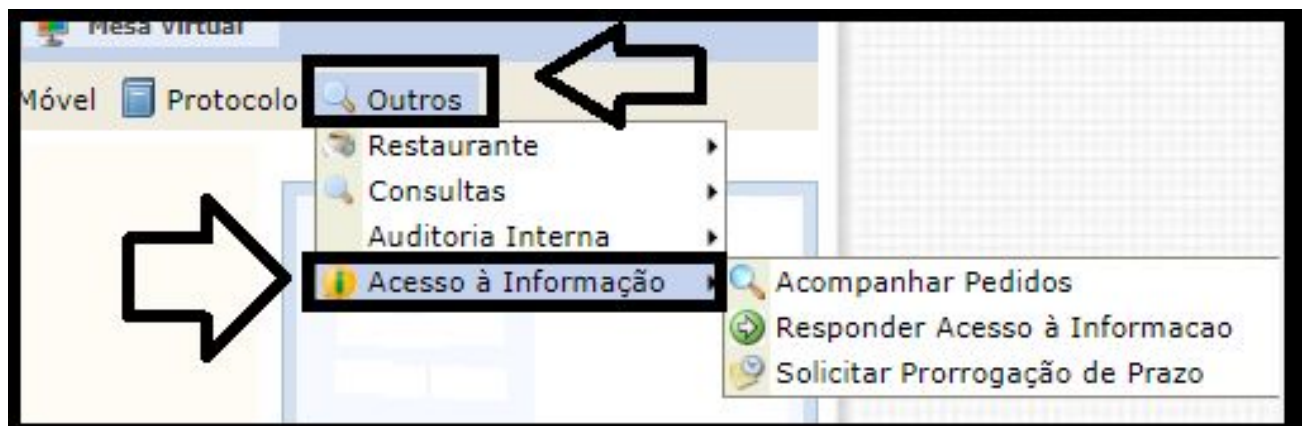 Mesa Virtual
Móvel Protocolo Outros
Restaurante
Consultas
Auditoria Interna
Acesso à Informação
Acompanhar Pedidos
Responder Acesso à Informacao
Solicitar Prorrogação de Prazo